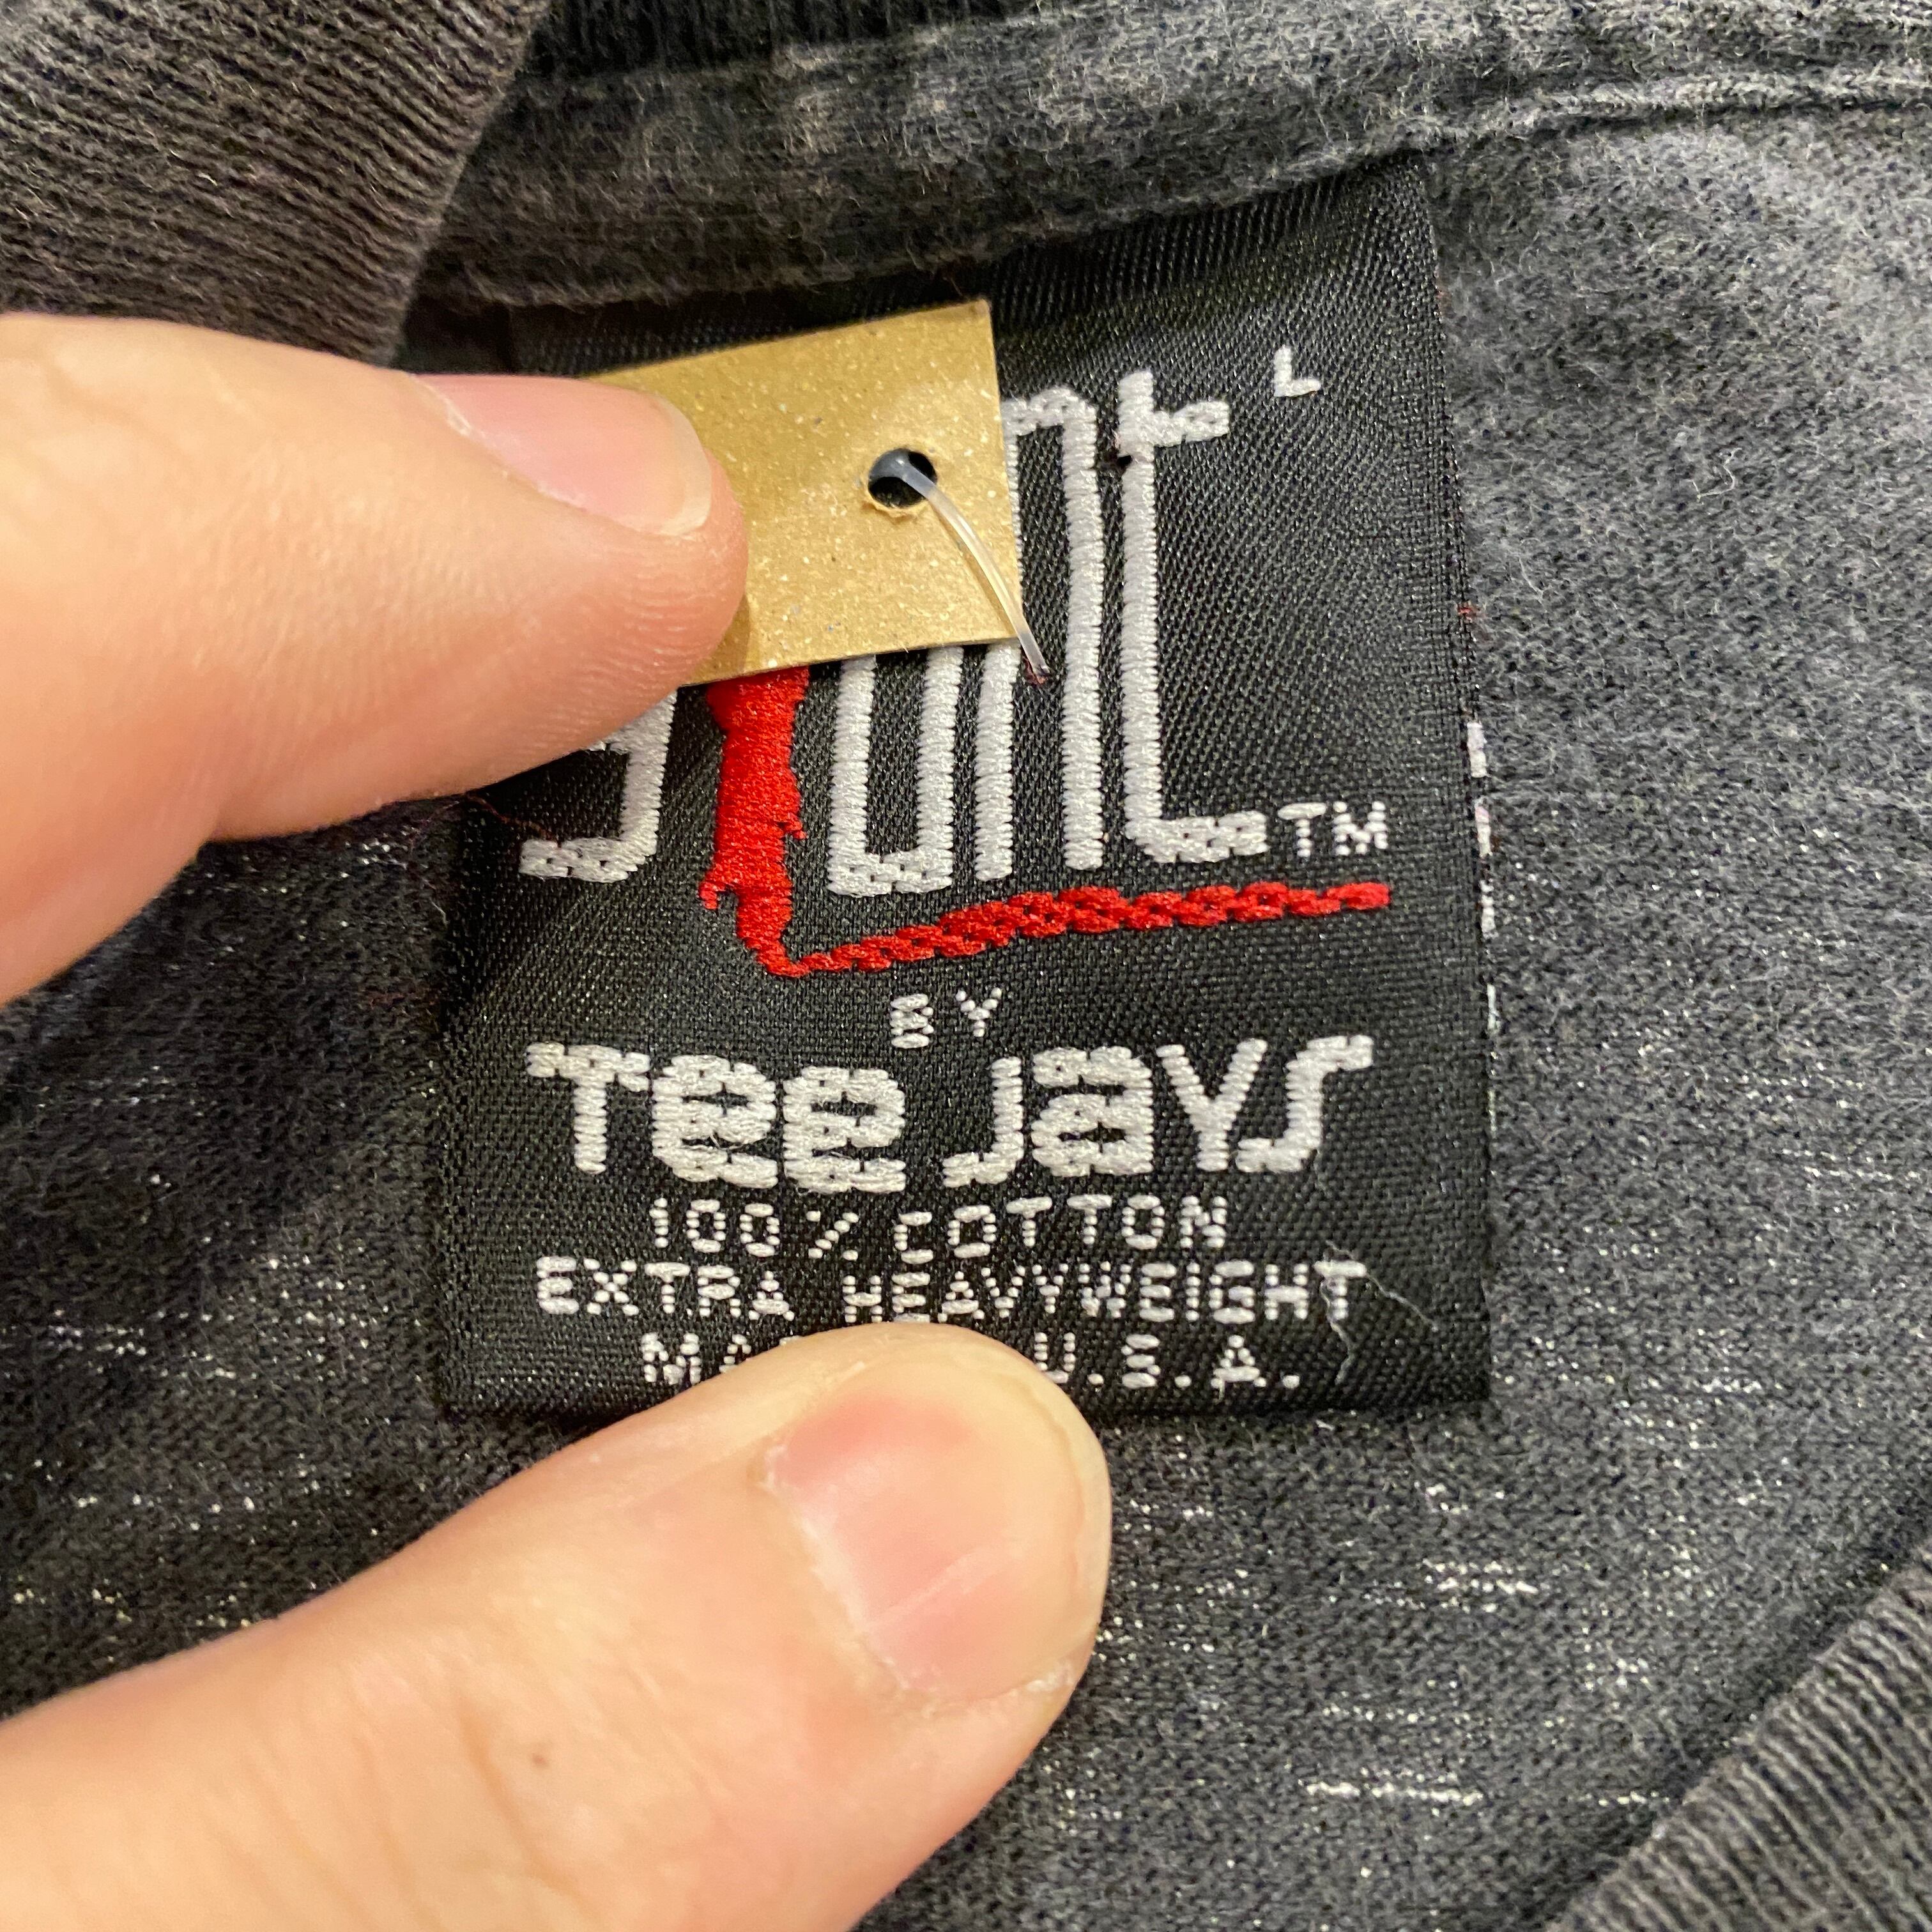 L
TM
BY
Tee Jays
100% COTTON
EXTRA HEAVYWEIGHT
U.S.A.